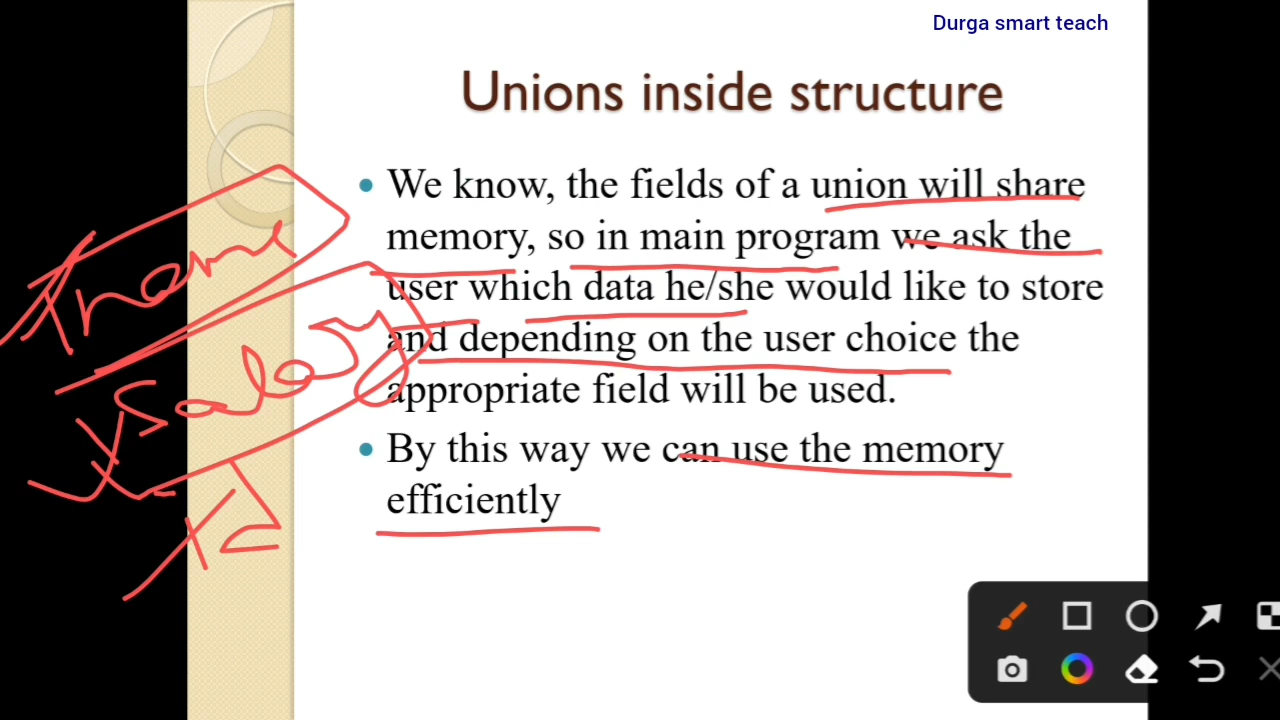 Durga smart teach
Unions inside structure
• We know, the fields of a union will share
memory, so in main program we ask the
user which data he/she would like to store
and depending on the user choice the
appropriate field will be used.
• By this way we can use the memory
efficiently
name
Salary